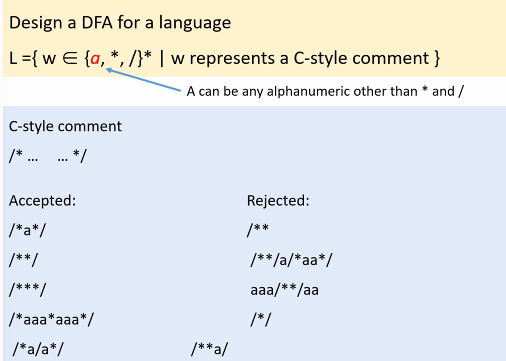 Design a DFA for a language
L ={ w ∈ {a, *, /}* | w represents a C-style comment }
A can be any alphanumeric other than * and /
C-style comment
/* … … */
Accepted: Rejected:
/*a*/ /**
/**/ /**/a/*aa*/
/***/ aaa/**/aa
/*aaa*aaa*/ /*/
/*a/a*/ /**a/